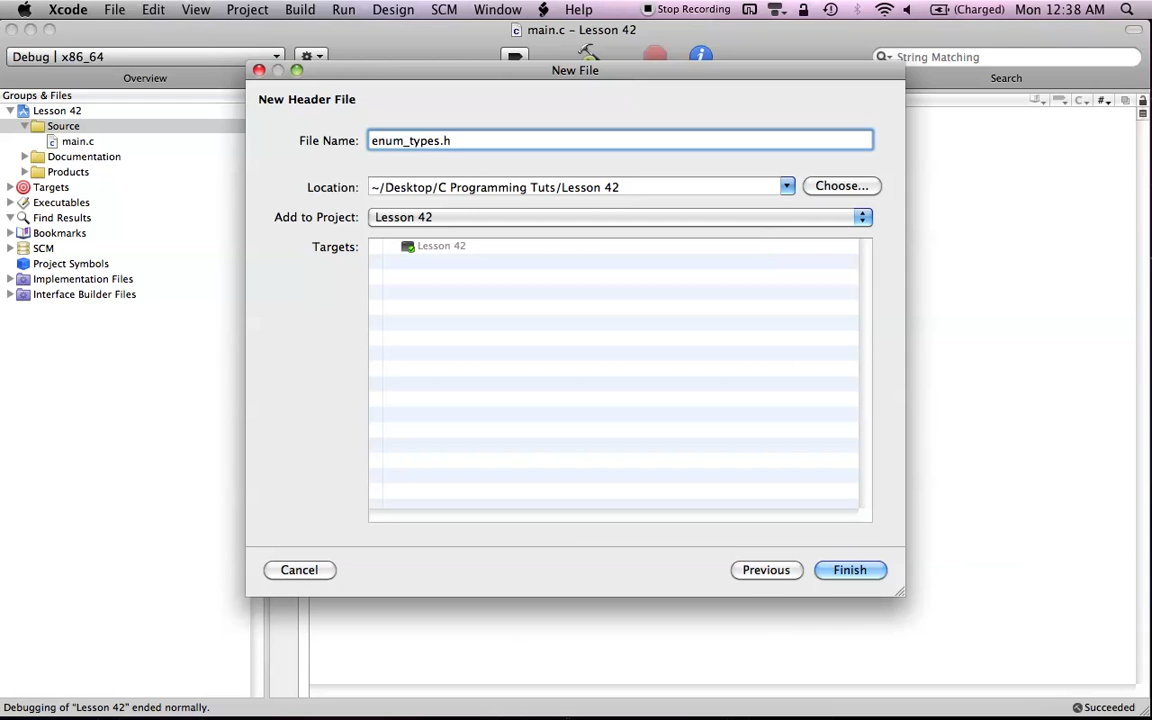 Xcode File Edit View Project Build Run Design SCM Window Help Stop Recording (Charged) Mon 12:38 AM
main.c – Lesson 42
Debug | x86_64
String Matching
Overview
Search
New File
Groups & Files
Lesson 42
Source
main.c
Documentation
Products
Targets
Executables
Find Results
Bookmarks
SCM
Project Symbols
Implementation Files
Interface Builder Files
New Header File
File Name: enum_types.h
Location: ~/Desktop/C Programming Tuts/Lesson 42 Choose...
Add to Project: Lesson 42
Targets: Lesson 42
Cancel Previous Finish
Debugging of "Lesson 42" ended normally.
Succeeded